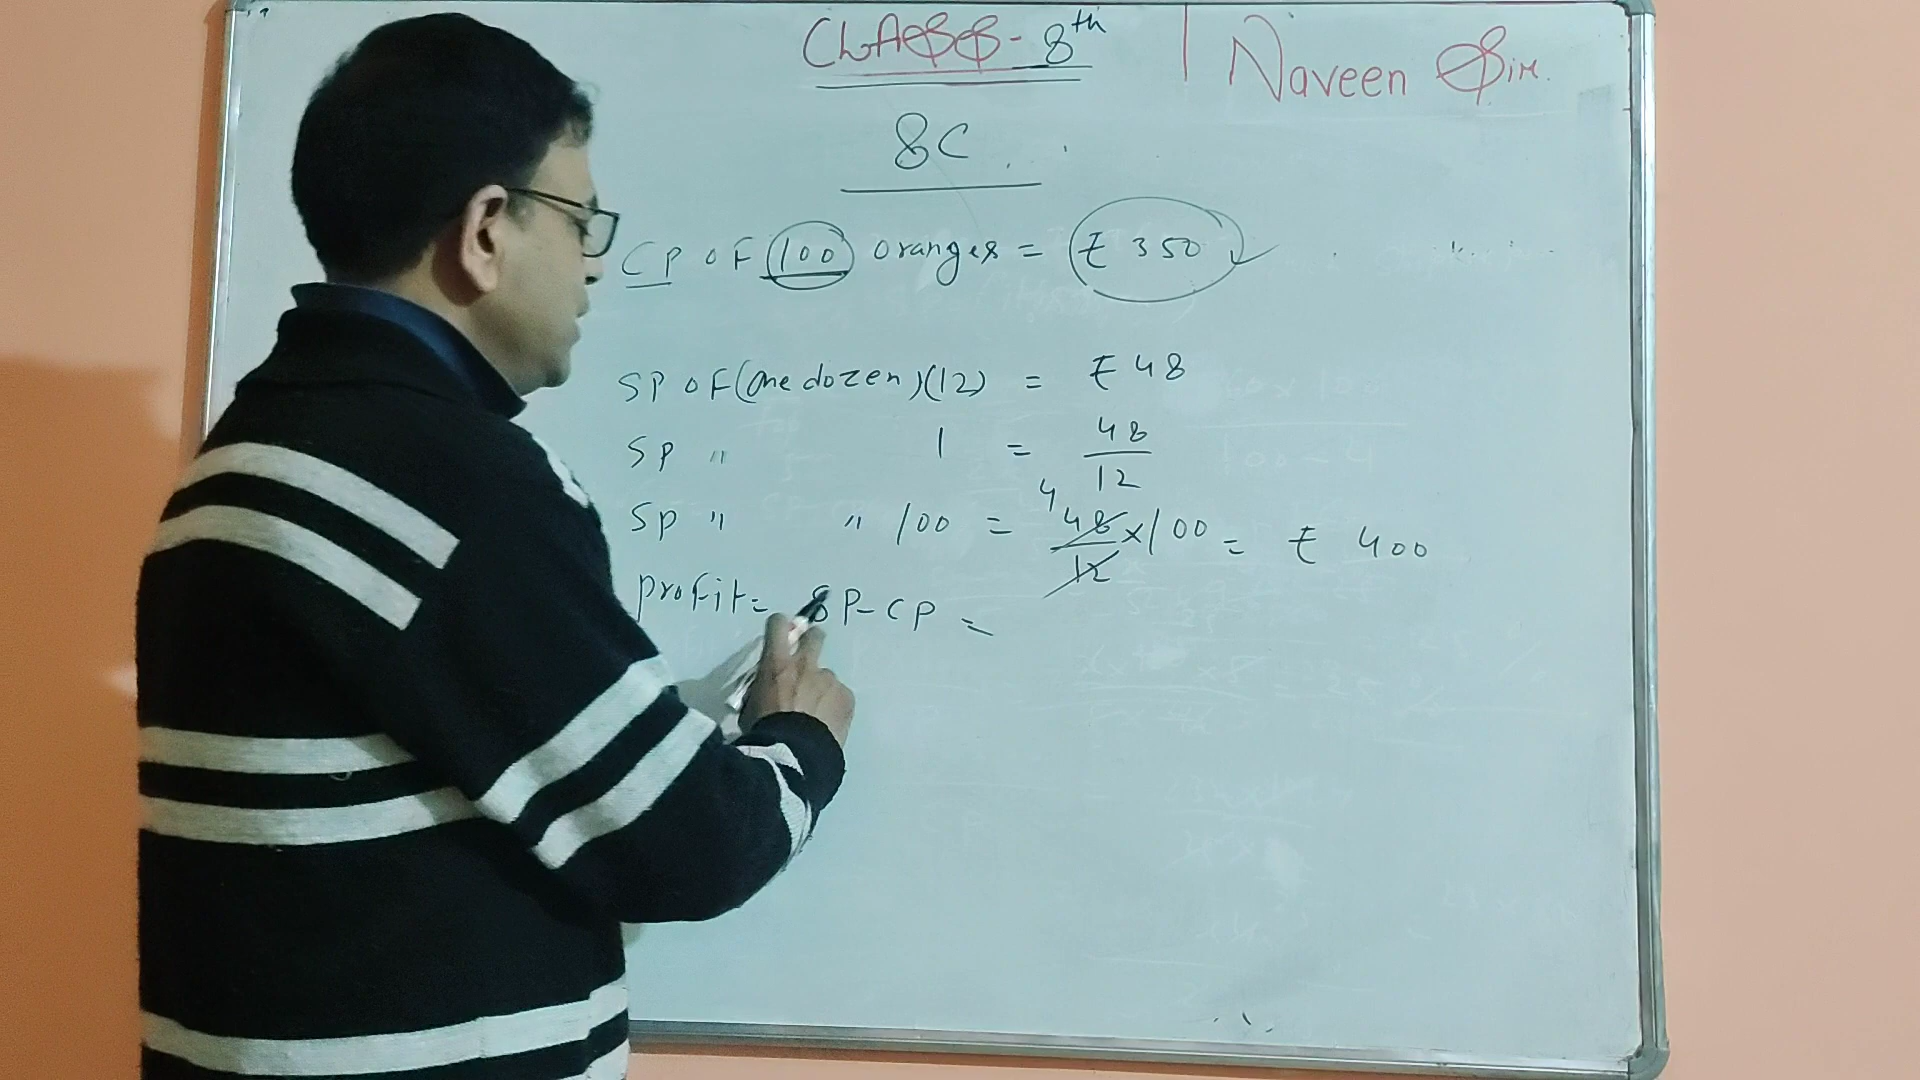 CLASS - 8th | Naveen Sir.
8C
CP OF 100 oranges = ₹ 350
SP OF (one dozen) (12) = ₹ 48
SP " 1 = 48/12
SP " " 100 = 4 48/12 x 100 = ₹ 400
Profit = SP - CP =